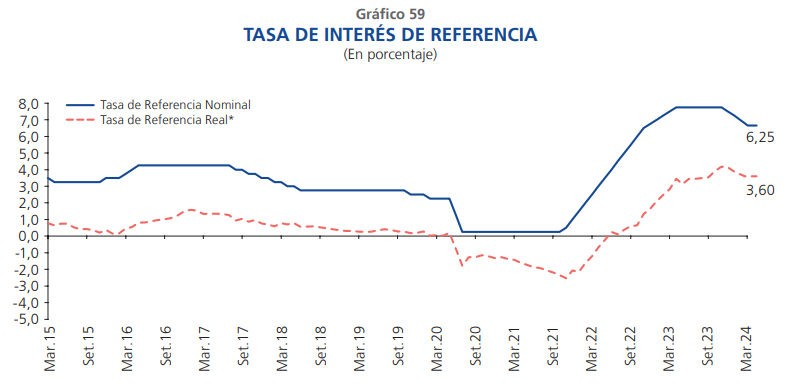 Gráfico 59
TASA DE INTERÉS DE REFERENCIA
(En porcentaje)
8,0
7,0
6,0
5,0
4,0
3,0
2,0
1,0
0,0
-1,0
-2,0
-3,0
-4,0
-5,0
Tasa de Referencia Nominal
Tasa de Referencia Real*
6,25
3,60
Mar.15
Set.15
Mar.16
Set.16
Mar.17
Set.17
Mar.18
Set.18
Mar.19
Set.19
Mar.20
Set.20
Mar.21
Set.21
Mar.22
Set.22
Mar.23
Set.23
Mar.24